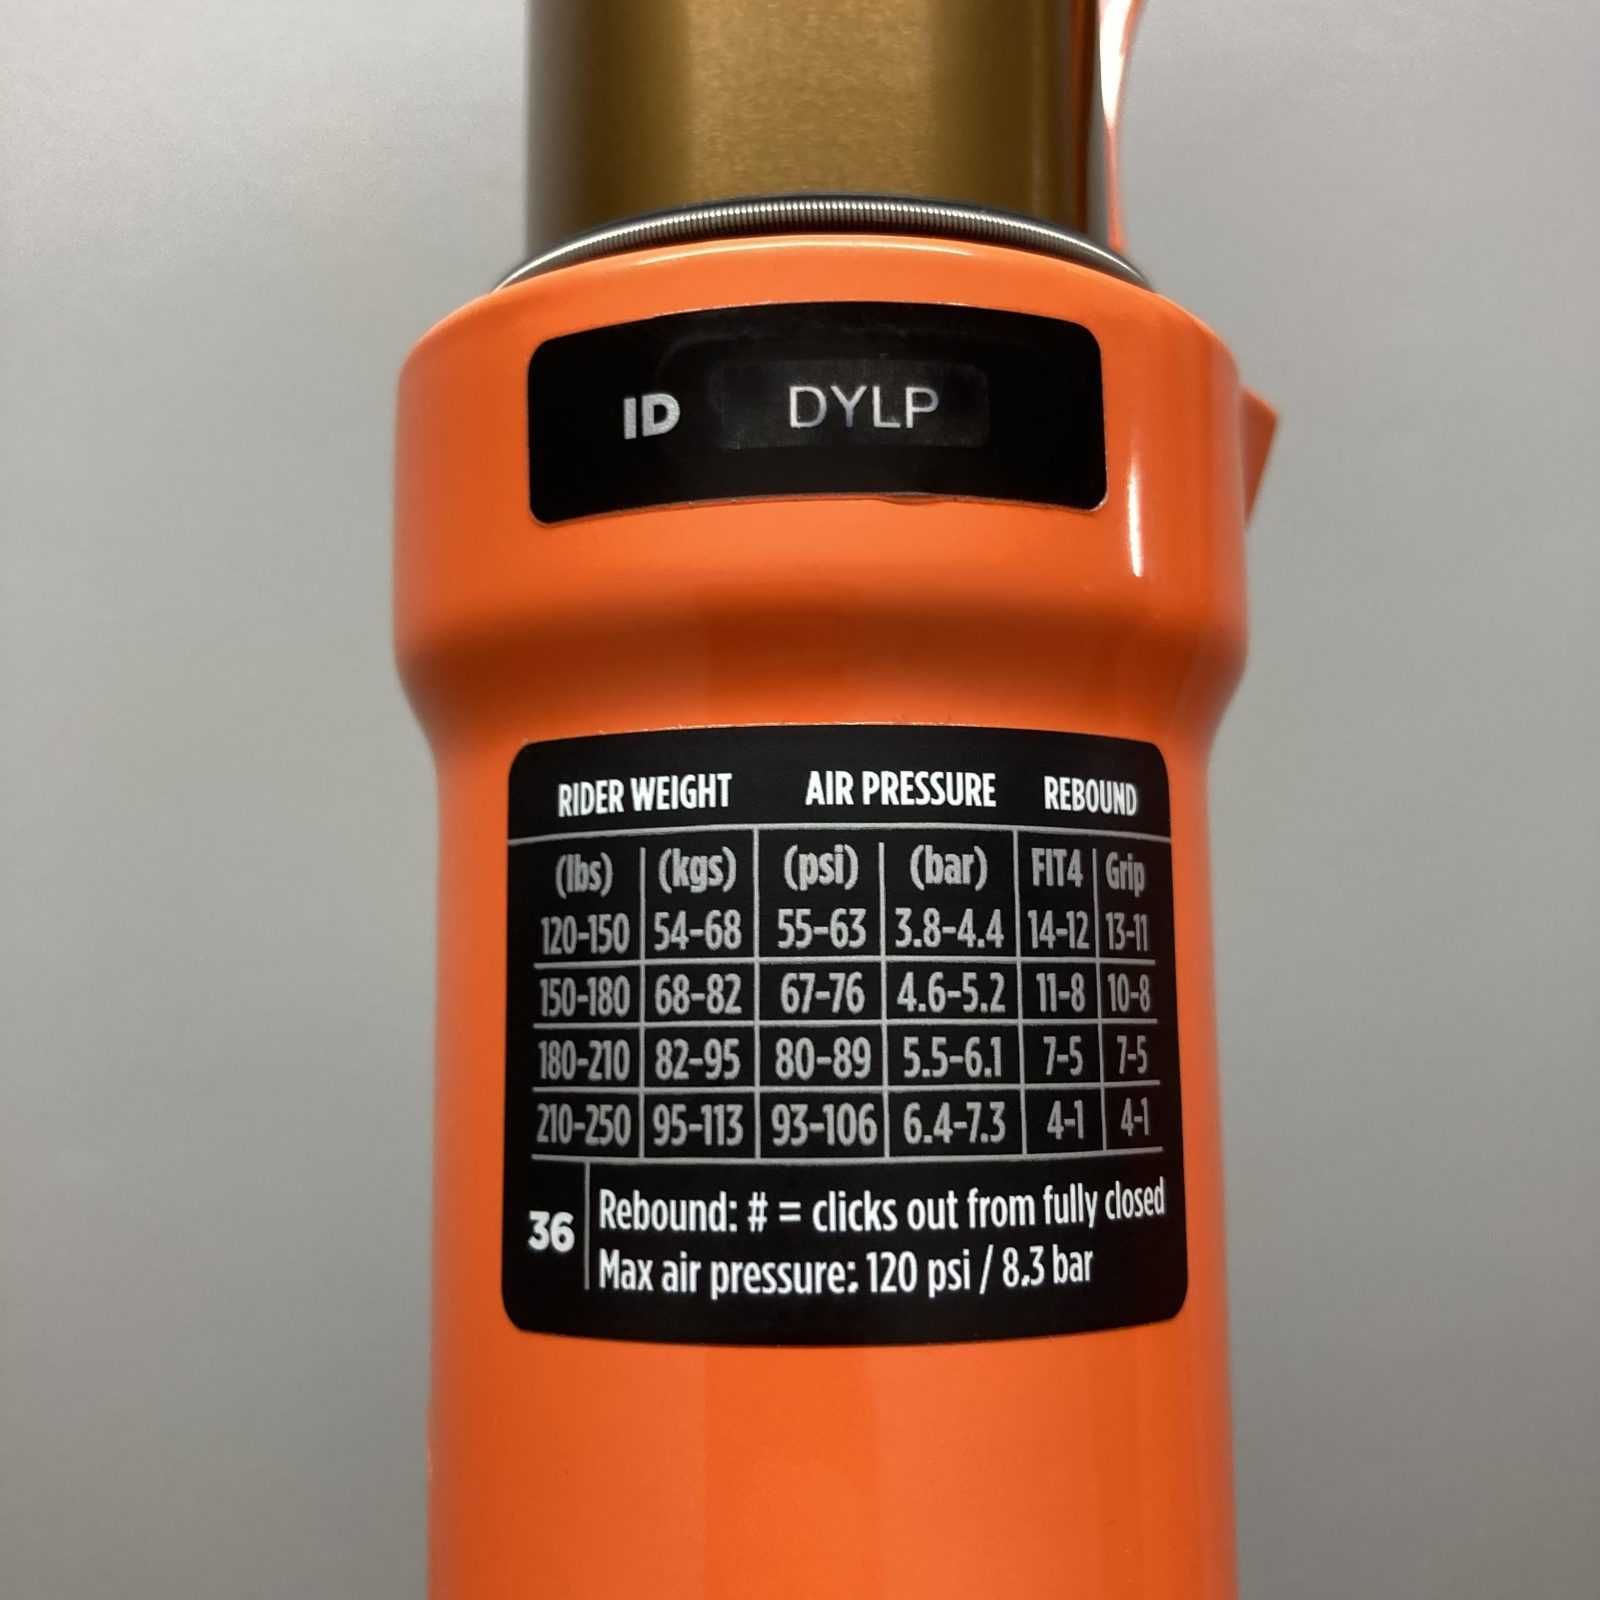 ID DYLP
RIDER WEIGHT AIR PRESSURE REBOUND
(lbs) (kgs) (psi) (bar) FIT4 Grip
120-150 54-68 55-63 3.8-4.4 14-12 13-11
150-180 68-82 67-76 4.6-5.2 11-8 10-8
180-210 82-95 80-89 5.5-6.1 7-5 7-5
210-250 95-113 93-106 6.4-7.3 4-1 4-1
36 Rebound: # = clicks out from fully closed
Max air pressure: 120 psi / 8.3 bar